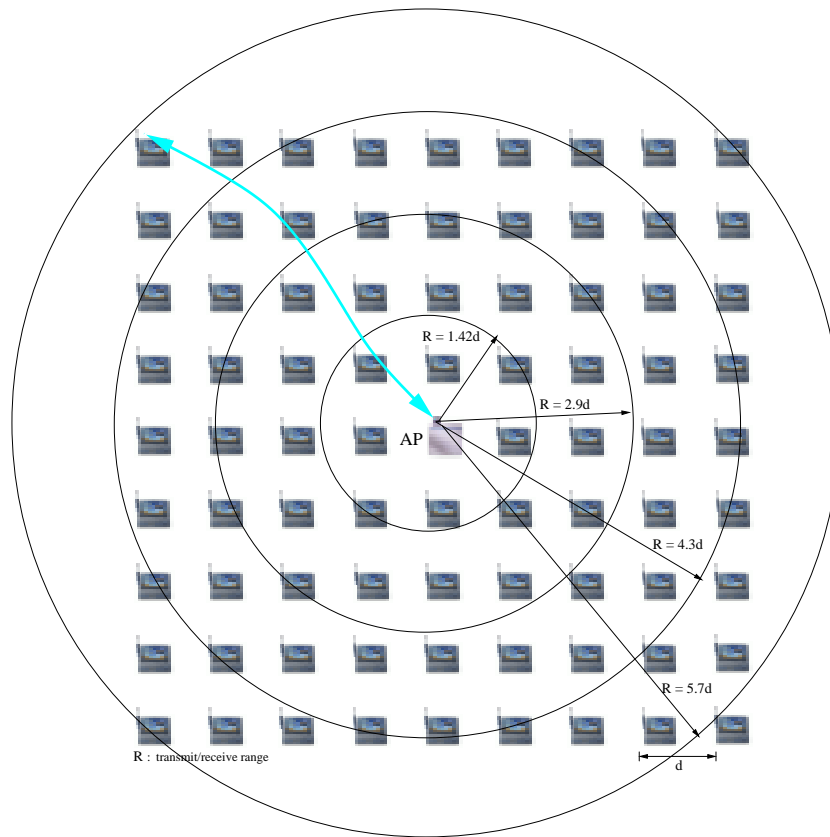 R = 1.42d
R = 2.9d
AP
R = 4.3d
R = 5.7d
R : transmit/receive range
d